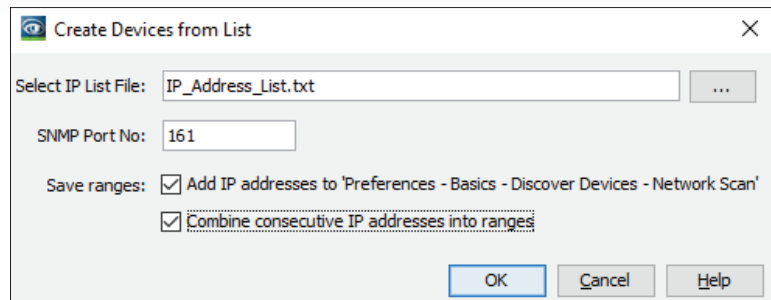 Create Devices from List
Select IP List File: IP_Address_List.txt ...
SNMP Port No: 161
Save ranges: Add IP addresses to 'Preferences - Basics - Discover Devices - Network Scan'
Combine consecutive IP addresses into ranges
OK Cancel Help